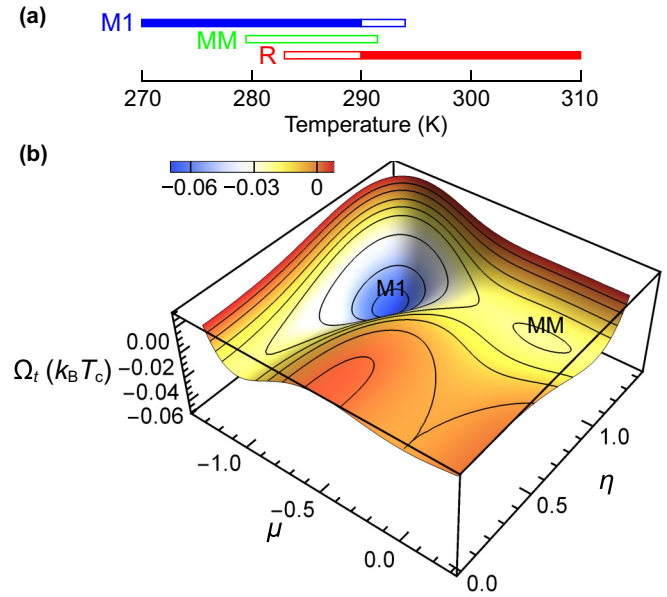 (a)
M1
MM
R
270 280 290 300 310
Temperature (K)
(b)
−0.06 −0.03 0
M1
MM
0.00
−0.02
−0.04
−0.06
Ωt (kBTc)
−1.0
−0.5
0.0
μ
0.0
0.5
1.0
η